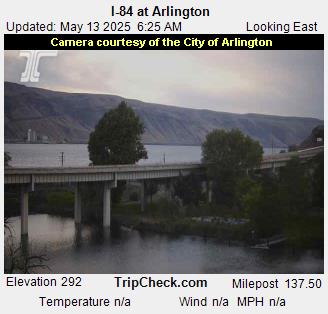 I-84 at Arlington
Updated: May 13 2025 6:25 AM Looking East
Camera courtesy of the City of Arlington
Elevation 292 TripCheck.com Milepost 137.50
Temperature n/a Wind n/a MPH n/a